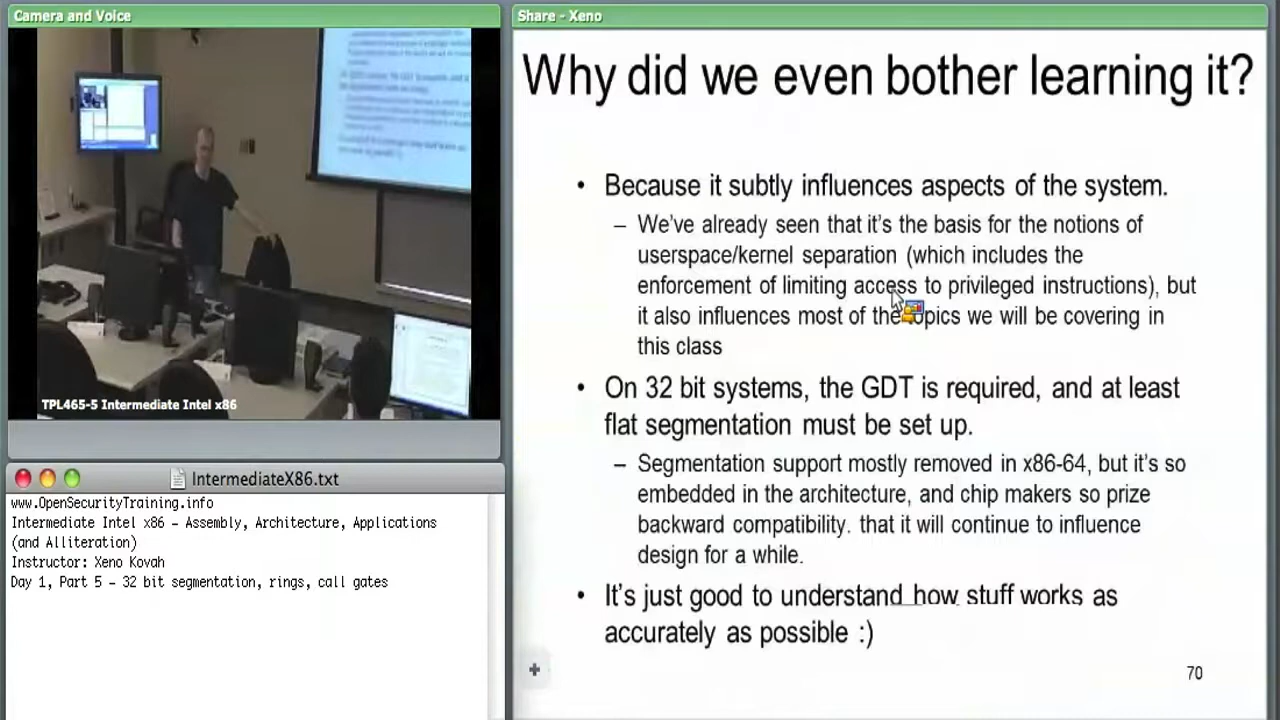 Camera and Voice
TPL465-5 Intermediate Intel x86
IntermediateX86.txt
www.OpenSecurityTraining.info
Intermediate Intel x86 – Assembly, Architecture, Applications
(and Alliteration)
Instructor: Xeno Kovah
Day 1, Part 5 – 32 bit segmentation, rings, call gates
Share - Xeno
Why did we even bother learning it?
• Because it subtly influences aspects of the system.
– We've already seen that it's the basis for the notions of
userspace/kernel separation (which includes the
enforcement of limiting access to privileged instructions), but
it also influences most of the topics we will be covering in
this class
• On 32 bit systems, the GDT is required, and at least
flat segmentation must be set up.
– Segmentation support mostly removed in x86-64, but it's so
embedded in the architecture, and chip makers so prize
backward compatibility. that it will continue to influence
design for a while.
• It's just good to understand how stuff works as
accurately as possible :)
70